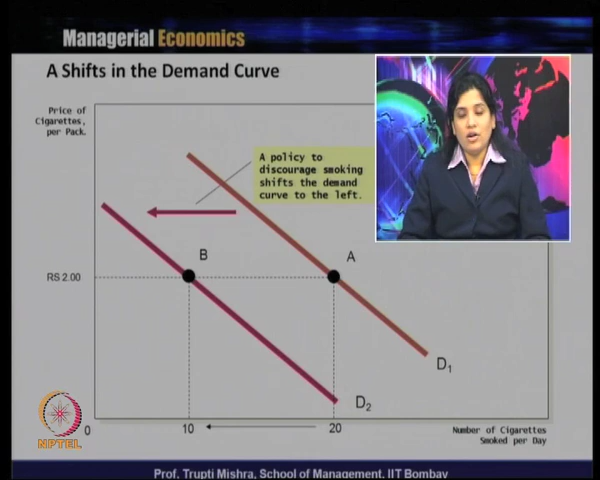 Managerial Economics
A Shifts in the Demand Curve
Price of
Cigarettes,
per Pack.
A policy to
discourage smoking
shifts the demand
curve to the left.
B
A
RS 2.00
D1
D2
0
10
20
Number of Cigarettes
Smoked per Day
NPTEL
Prof. Trupti Mishra, School of Management, IIT Bombay